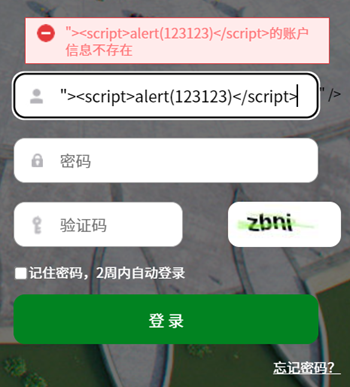 "><script>alert(123123)</script>的账户
信息不存在
"><script>alert(123123)</script>" />
密码
验证码
zbni
记住密码，2周内自动登录
登 录
忘记密码?